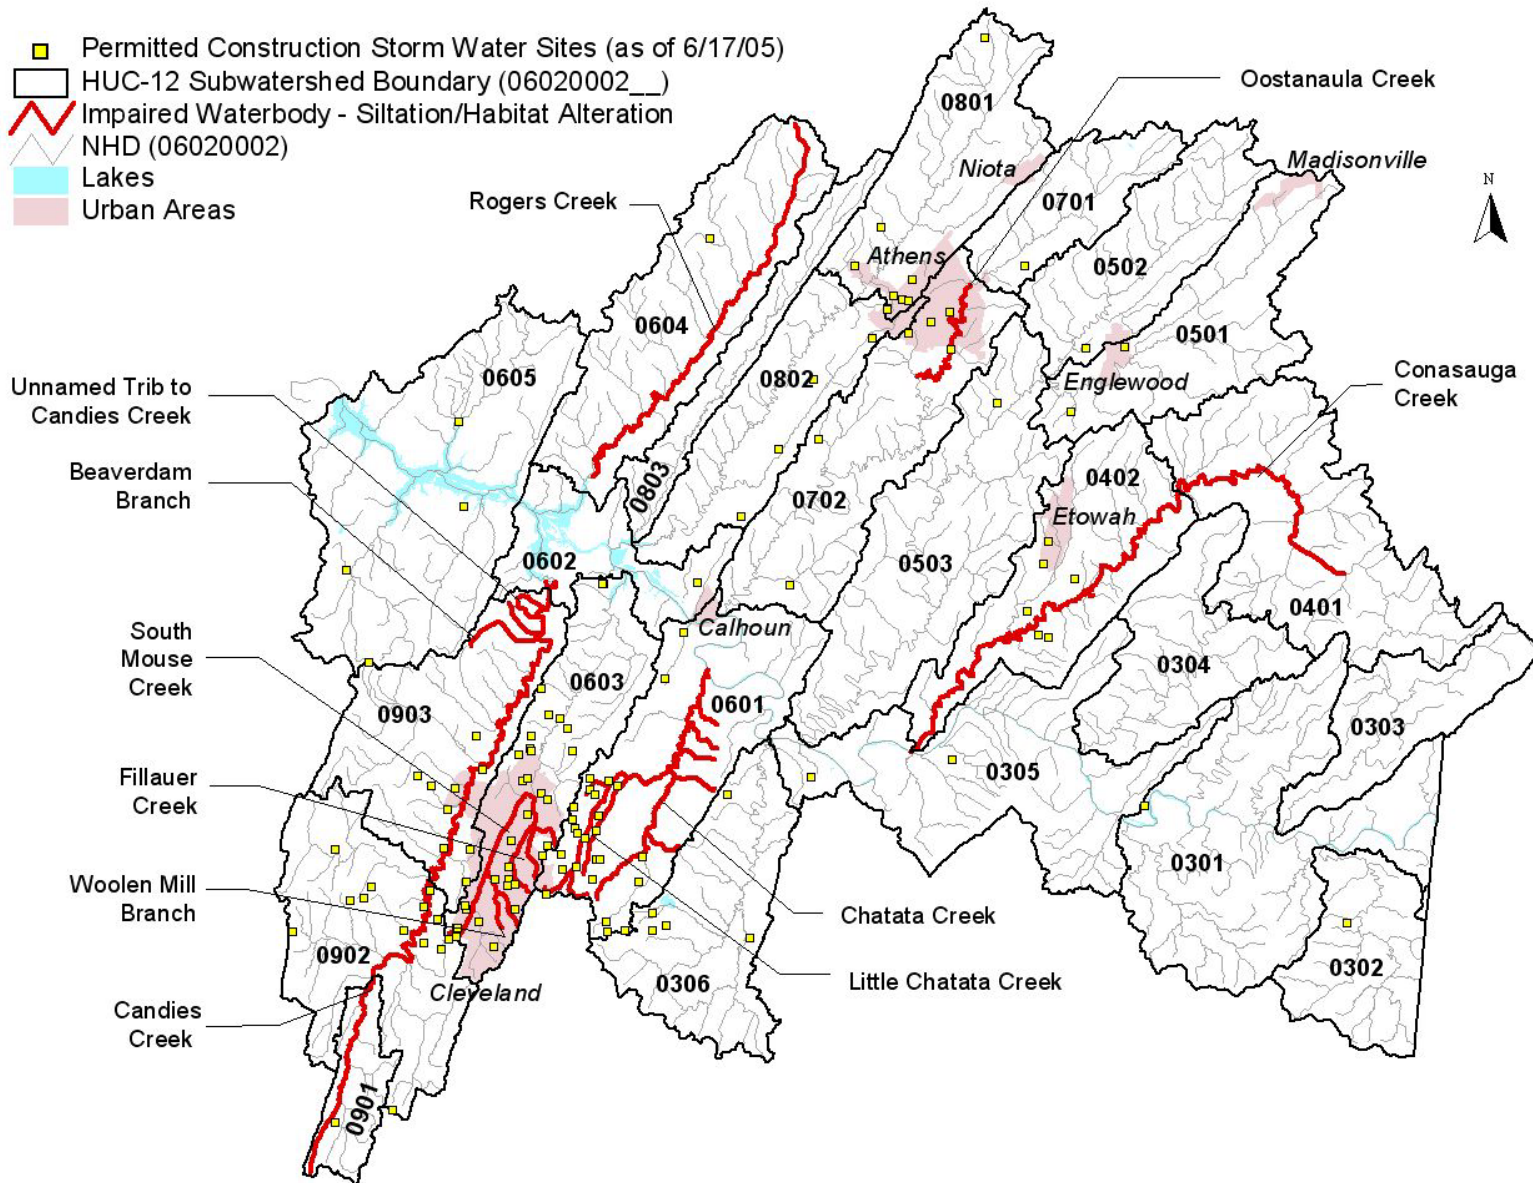 Permitted Construction Storm Water Sites (as of 6/17/05)
HUC-12 Subwatershed Boundary (06020002__)
Impaired Waterbody - Siltation/Habitat Alteration
NHD (06020002)
Lakes
Urban Areas
Oostanaula Creek
0801
Niota
Madisonville
N
Rogers Creek
0701
Athens
0502
0604
0501
0605
0802
Englewood
Conasauga
Creek
Unnamed Trib to
Candies Creek
Beaverdam
Branch
0803
0702
0402
Etowah
0602
0503
0401
Calhoun
South
Mouse
Creek
0603
0304
0601
0903
0303
Fillauer
Creek
0305
0301
Woolen Mill
Branch
Chatata Creek
0902
0306
0302
Little Chatata Creek
Cleveland
Candies
Creek
0901